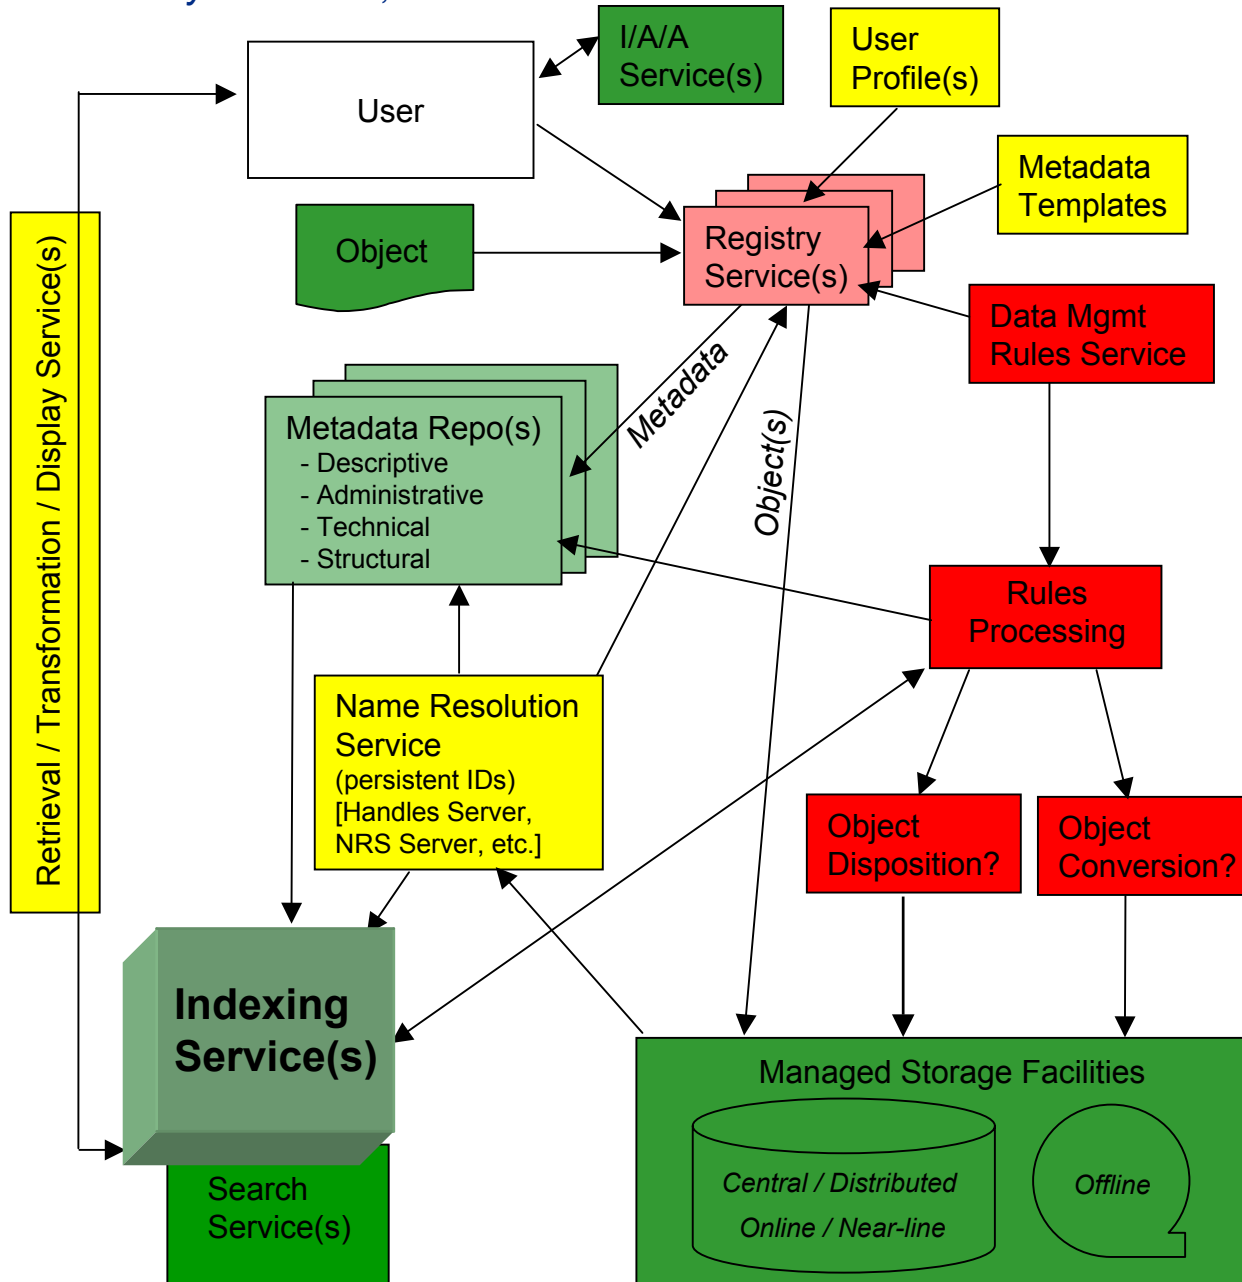 I/A/A
Service(s)
User
Profile(s)
User
Metadata
Templates
Object
Registry
Service(s)
Data Mgmt
Rules Service
Retrieval / Transformation / Display Service(s)
Metadata
Object(s)
Metadata Repo(s)
- Descriptive
- Administrative
- Technical
- Structural
Rules
Processing
Name Resolution
Service
(persistent IDs)
[Handles Server,
NRS Server, etc.]
Object
Disposition?
Object
Conversion?
Indexing
Service(s)
Managed Storage Facilities
Central / Distributed
Online / Near-line
Offline
Search
Service(s)